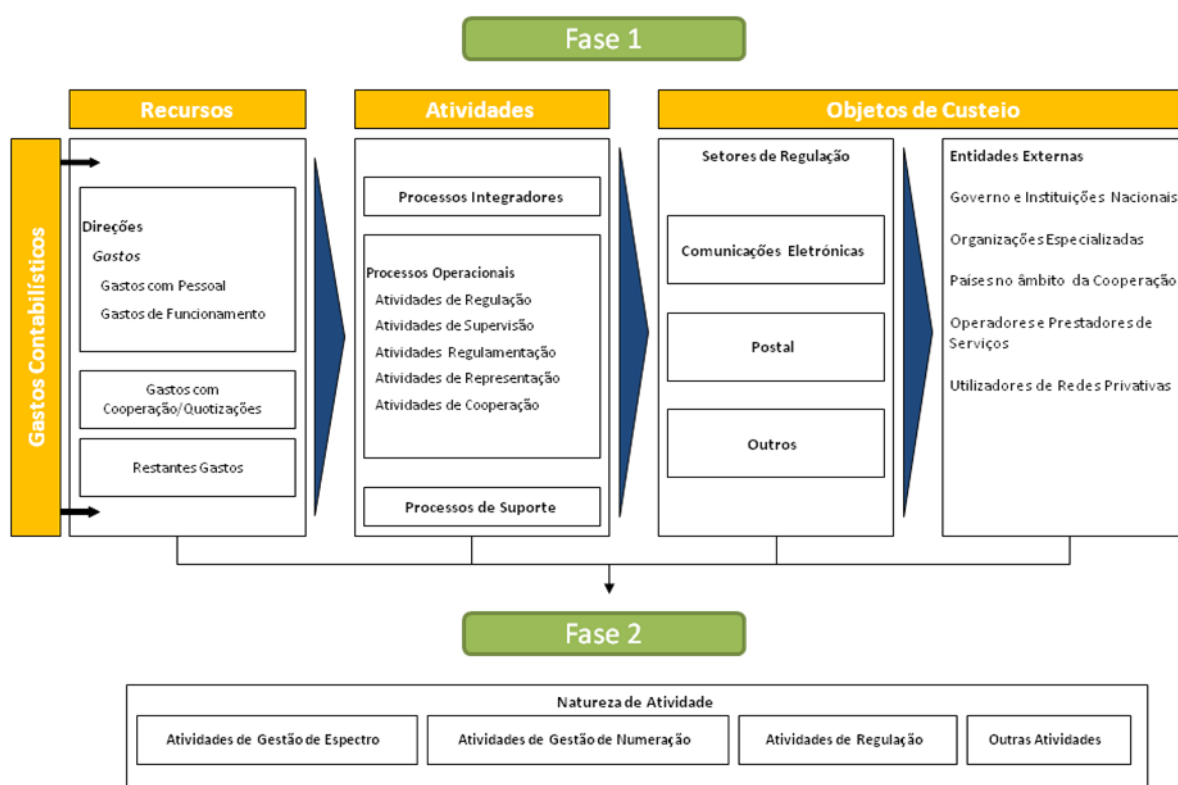 Fase 1
Recursos
Atividades
Objetos de Custeio
Gastos Contabilísticos
Direções
Gastos
Gastos com Pessoal
Gastos de Funcionamento
Gastos com
Cooperação/Quotizações
Restantes Gastos
Processos Integradores
Processos Operacionais
Atividades de Regulação
Atividades de Supervisão
Atividades Regulamentação
Atividades de Representação
Atividades de Cooperação
Processos de Suporte
Setores de Regulação
Comunicações Eletrónicas
Postal
Outros
Entidades Externas
Governo e Instituições Nacionais
Organizações Especializadas
Países no âmbito da Cooperação
Operadores e Prestadores de
Serviços
Utilizadores de Redes Privativas
Fase 2
Natureza de Atividade
Atividades de Gestão de Espectro
Atividades de Gestão de Numeração
Atividades de Regulação
Outras Atividades